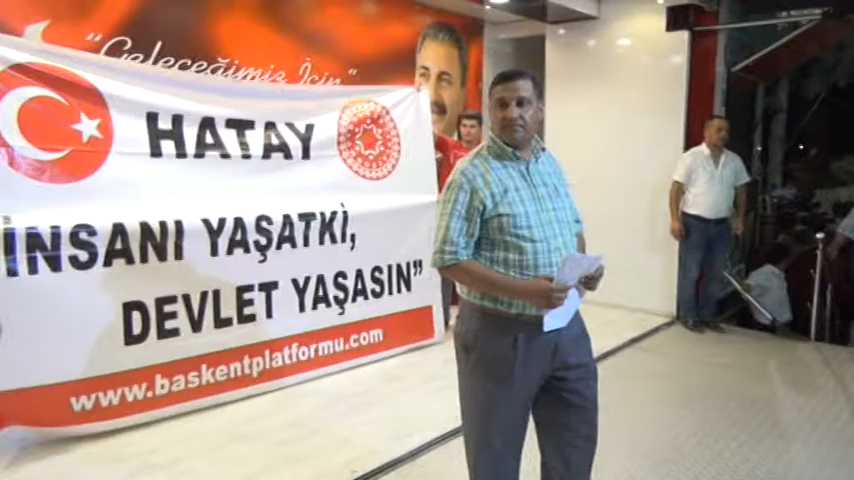 "Geleceğimiz İçin"
HATAY
İNSANI YAŞATKİ,
DEVLET YAŞASIN"
www.baskentplatformu.com